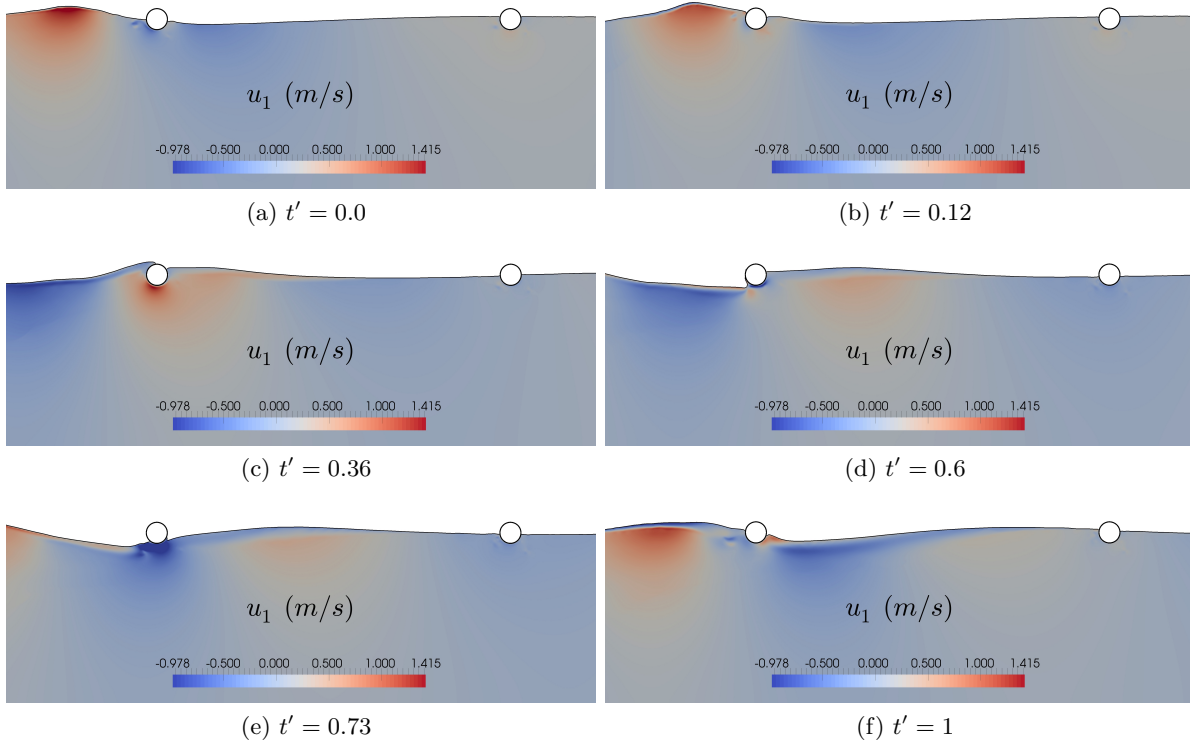 u₁ (m/s)
-0.978 -0.500 0.000 0.500 1.000 1.415
(a) t′ = 0.0
u₁ (m/s)
-0.978 -0.500 0.000 0.500 1.000 1.415
(b) t′ = 0.12
u₁ (m/s)
-0.978 -0.500 0.000 0.500 1.000 1.415
(c) t′ = 0.36
u₁ (m/s)
-0.978 -0.500 0.000 0.500 1.000 1.415
(d) t′ = 0.6
u₁ (m/s)
-0.978 -0.500 0.000 0.500 1.000 1.415
(e) t′ = 0.73
u₁ (m/s)
-0.978 -0.500 0.000 0.500 1.000 1.415
(f) t′ = 1